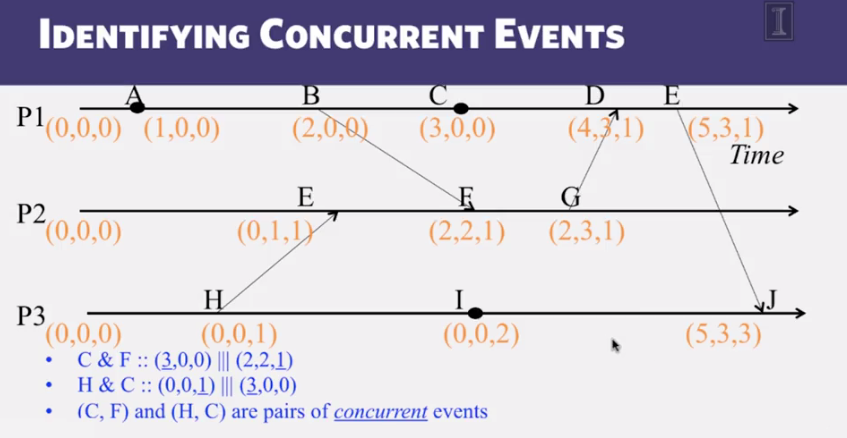 IDENTIFYING CONCURRENT EVENTS
I
A B C D E
P1
(0,0,0) (1,0,0) (2,0,0) (3,0,0) (4,3,1) (5,3,1)
Time
E F G
P2
(0,0,0) (0,1,1) (2,2,1) (2,3,1)
H I J
P3
(0,0,0) (0,0,1) (0,0,2) (5,3,3)
• C & F :: (3,0,0) ||| (2,2,1)
• H & C :: (0,0,1) ||| (3,0,0)
• (C, F) and (H, C) are pairs of concurrent events